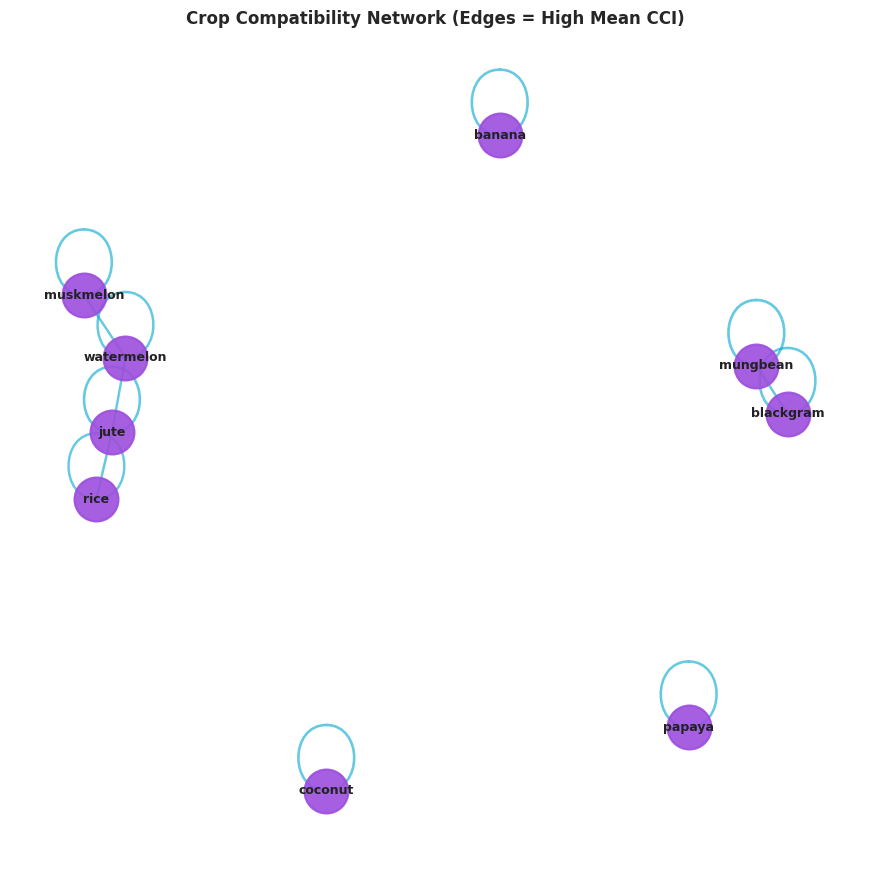 Crop Compatibility Network (Edges = High Mean CCI)
banana
muskmelon
watermelon
mungbean
blackgram
jute
rice
papaya
coconut